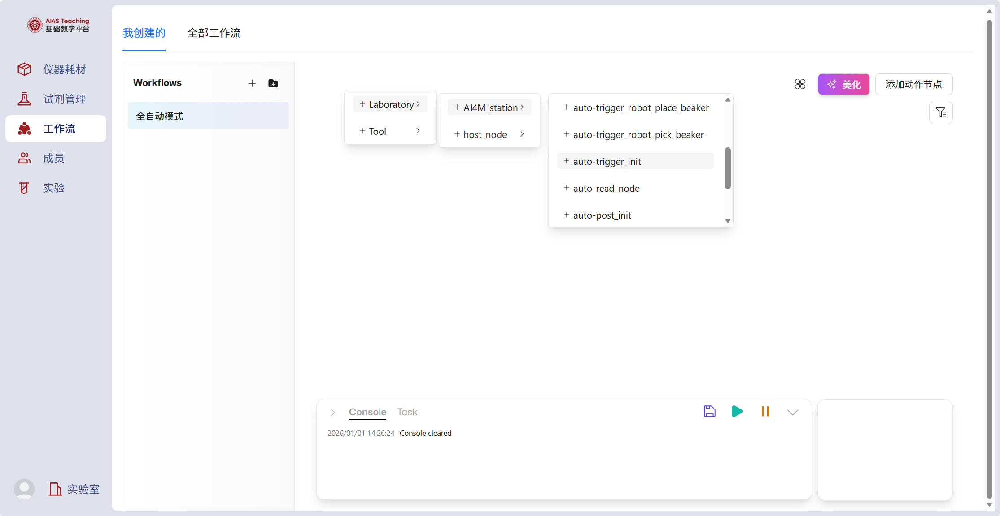 AI4S Teaching
基础教学平台
仪器耗材
试剂管理
工作流
成员
实验
实验室
我创建的
全部工作流
Workflows
全自动模式
美化
添加动作节点
Laboratory
Tool
AI4M_station
host_node
auto-trigger_robot_place_beaker
auto-trigger_robot_pick_beaker
auto-trigger_init
auto-read_node
auto-post_init
Console Task
2026/01/01 14:26:24 Console cleared